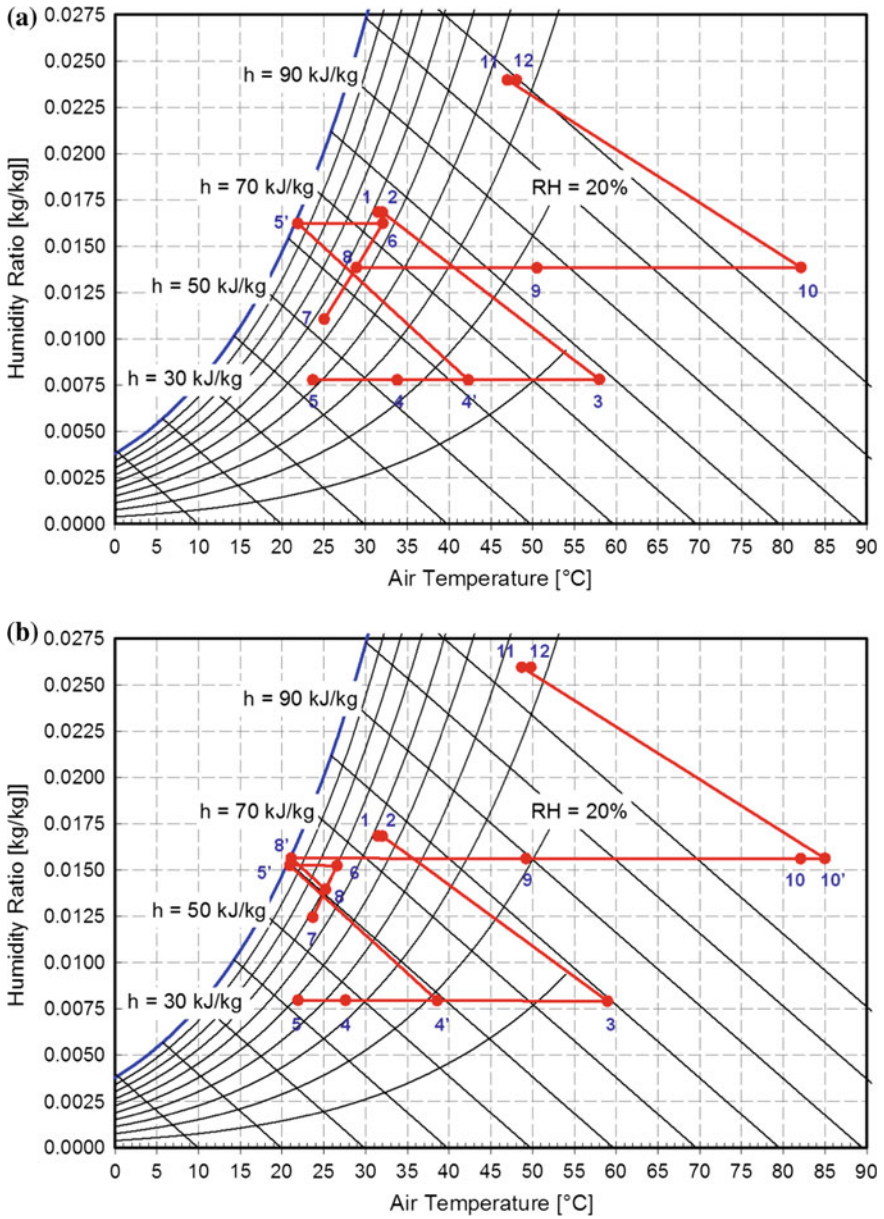 (a)
0.0275
0.0250
0.0225
0.0200
0.0175
0.0150
0.0125
0.0100
0.0075
0.0050
0.0025
0.0000
Humidity Ratio [kg/kg]]
h = 90 kJ/kg
h = 70 kJ/kg
h = 50 kJ/kg
h = 30 kJ/kg
RH = 20%
11 12
1 2
5'
6
8
9
10
7
5 4 4' 3
0 5 10 15 20 25 30 35 40 45 50 55 60 65 70 75 80 85 90
Air Temperature [°C]
(b)
0.0275
0.0250
0.0225
0.0200
0.0175
0.0150
0.0125
0.0100
0.0075
0.0050
0.0025
0.0000
Humidity Ratio [kg/kg]]
h = 90 kJ/kg
h = 70 kJ/kg
h = 50 kJ/kg
h = 30 kJ/kg
RH = 20%
11 12
1 2
8'
5'
6
9
10 10'
8
7
5 4 4' 3
0 5 10 15 20 25 30 35 40 45 50 55 60 65 70 75 80 85 90
Air Temperature [°C]